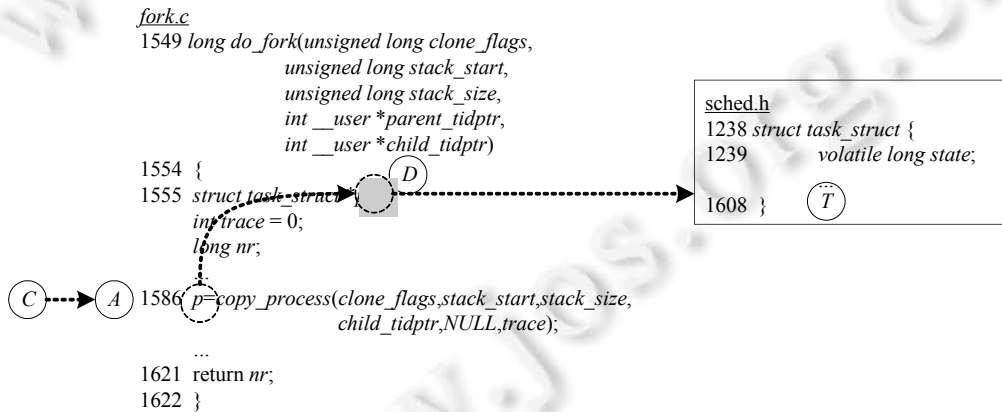 fork.c
1549 long do_fork(unsigned long clone_flags,
unsigned long stack_start,
unsigned long stack_size,
int __user *parent_tidptr,
int __user *child_tidptr)
1554 {
1555 struct task_struct
int trace = 0;
long nr;
...
1586 p=copy_process(clone_flags,stack_start,stack_size,
child_tidptr,NULL,trace);
...
1621 return nr;
1622 }
C
A
D
sched.h
1238 struct task_struct {
1239 volatile long state;
...
1608 }
T